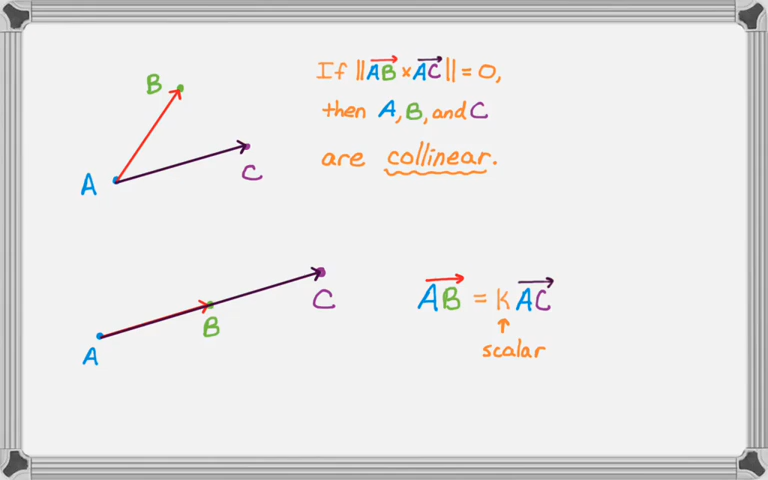 B
If ||AB×AC|| = 0,
then A, B, and C
are collinear.
A
C
AB = k AC
scalar
A
B
C